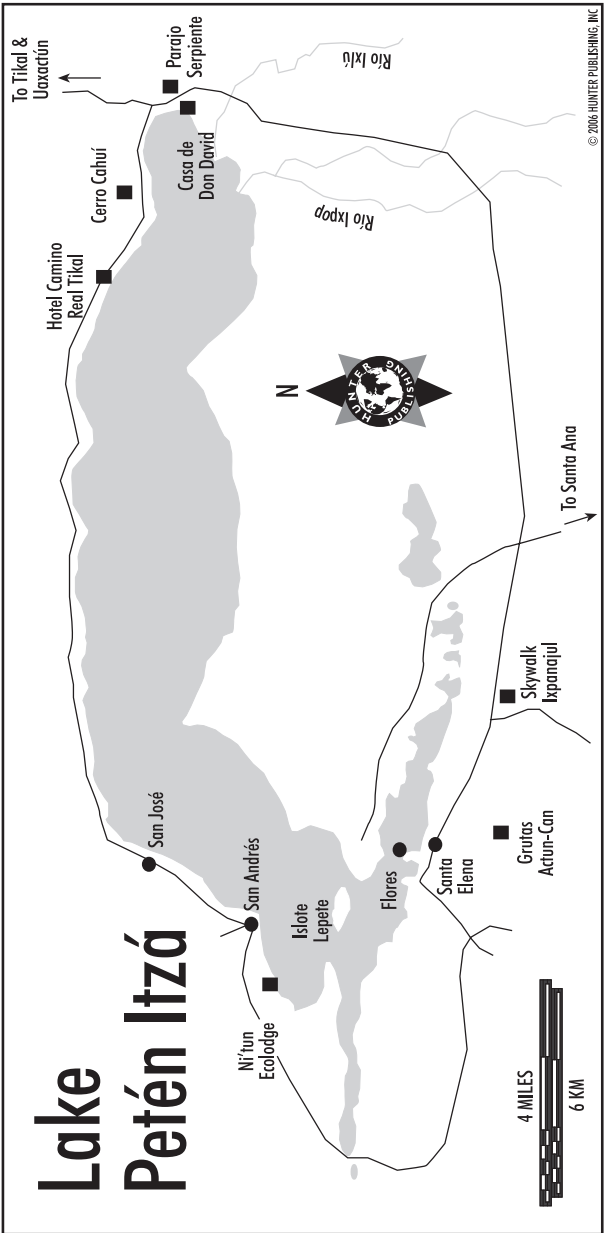 Lake
Petén Itzá
To Tikal &
Uaxactún
Parajo
Serpiente
Casa de
Don David
Cerro Cahuí
Hotel Camino
Real Tikal
Río Ixlú
Río Ixpop
N
HUNTER
PUBLISHING
San José
San Andrés
Ni'tun
Ecolodge
Islote
Lepete
Flores
Santa
Elena
Grutas
Actun-Can
Skywalk
Ixpanajul
To Santa Ana
4 MILES
6 KM
© 2006 HUNTER PUBLISHING, INC